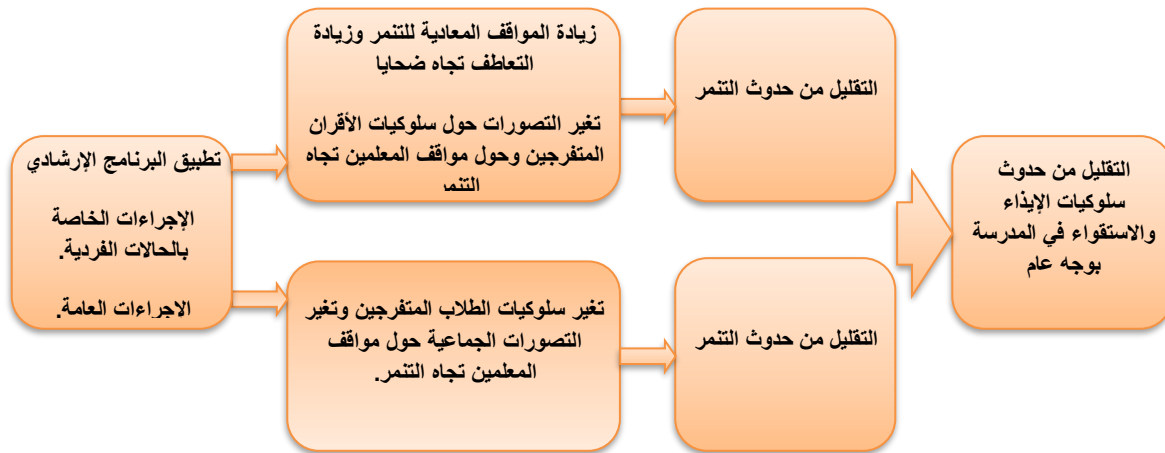 تطبيق البرنامج الإرشادي
الإجراءات الخاصة
بالحالات الفردية.
الاجراءات العامة.
زيادة المواقف المعادية للتنمر وزيادة
التعاطف تجاه ضحايا
تغير التصورات حول سلوكيات الأقران
المتفرجين وحول مواقف المعلمين تجاه
التنمر
التقليل من حدوث التنمر
تغير سلوكيات الطلاب المتفرجين وتغير
التصورات الجماعية حول مواقف
المعلمين تجاه التنمر.
التقليل من حدوث التنمر
التقليل من حدوث
سلوكيات الإيذاء
والاستقواء في المدرسة
بوجه عام